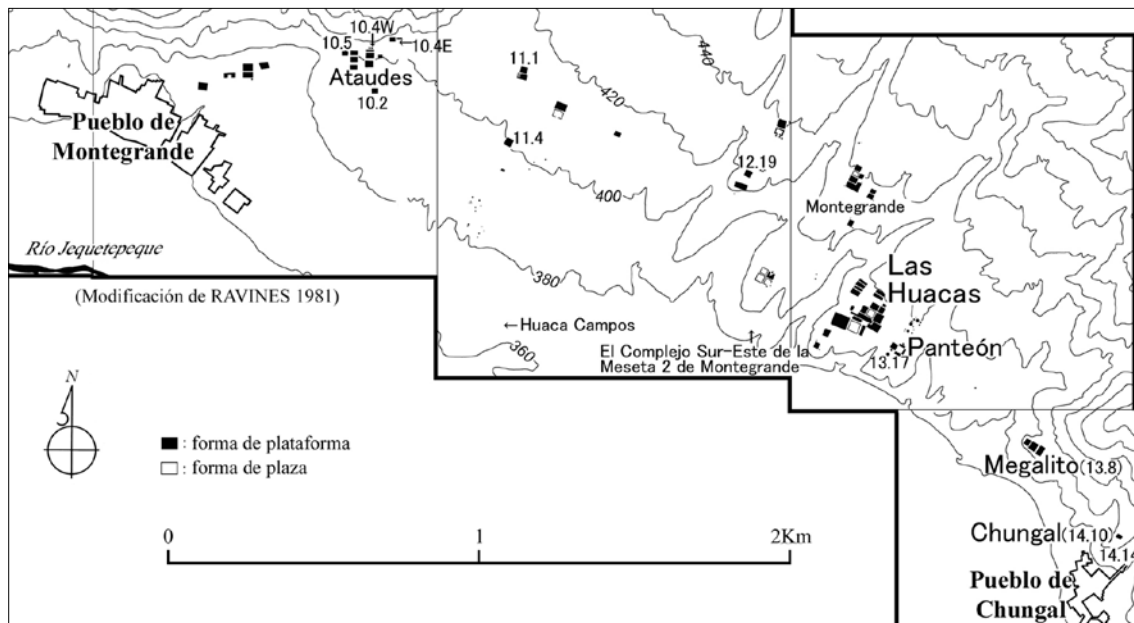 10.4W
10.5
10.4E
Ataudes
10.2
Pueblo de
Montegrande
Río Jequetepeque
(Modificación de RAVINES 1981)
11.1
11.4
440
420
400
380
360
12.19
←Huaca Campos
↑
El Complejo Sur-Este de la
Meseta 2 de Montegrande
Montegrande
Las
Huacas
Panteón
13.17
Megalito(13.8)
Chungal(14.10)
14.14
Pueblo de
Chungal
N
■ : forma de plataforma
□ : forma de plaza
0 1 2Km